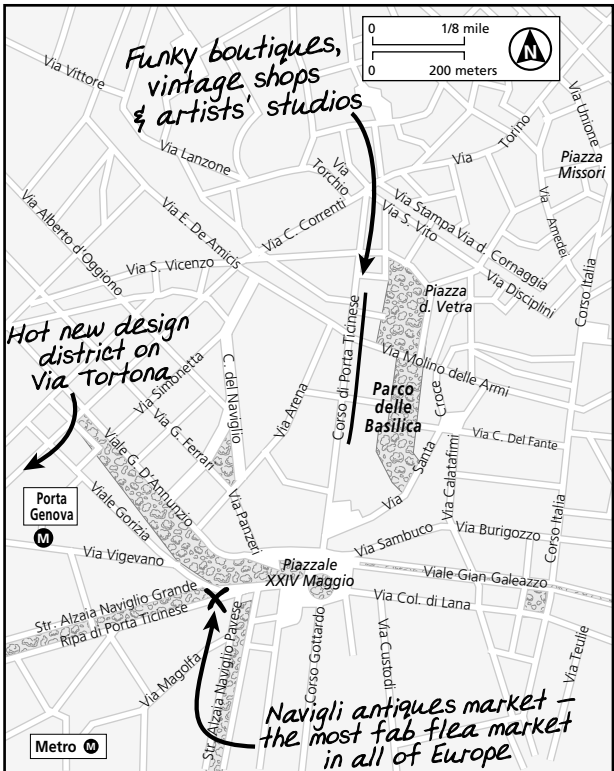 0 1/8 mile
0 200 meters
N
Funky boutiques,
vintage shops
& artists' studios
Via Vittore
Via Lanzone
Via
Torchio
Via Torino
Via Unione
Piazza
Missori
Via Alberto d'Oggiono
Via E. De Amicis
Via C. Correnti
Via Stampa
Via S. Vito
Via d. Cornaggia
Via Amedei
Via Disciplini
Corso Italia
Via S. Vicenzo
Piazza
d. Vetra
Hot new design
district on
Via Tortona
Via Simonetta
C. del Naviglio
Via Arena
Corso di Porta Ticinese
Via Molino delle Armi
Parco
delle
Basilica
Via Santa Croce
Via G. Ferrari
Via Calatafini
Via C. Del Fante
Viale G. D'Annunzio
Porta
Genova
M
Viale Gorizia
Via Panzeri
Corso Italia
Via Vigevano
Via Sambuco
Via Burigozzo
Piazzale
XXIV Maggio
Viale Gian Galeazzo
Str. Alzaia Naviglio Grande
Ripa di Porta Ticinese
Via Col. di Lana
Via Magolfa
Str. Alzaia Naviglio Pavese
Corso Gottardo
Via Custodi
Via Teulie
Navigli antiques market —
the most fab flea market
in all of Europe
Metro M